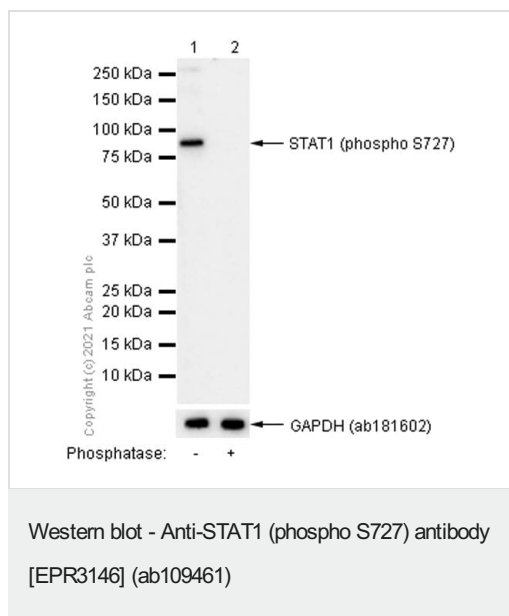 1 2
250 kDa
150 kDa
100 kDa
STAT1 (phospho S727)
75 kDa
50 kDa
37 kDa
25 kDa
20 kDa
15 kDa
10 kDa
Copyright (c) 2021 Abcam plc
GAPDH (ab181602)
Phosphatase: - +
Western blot - Anti-STAT1 (phospho S727) antibody
[EPR3146] (ab109461)